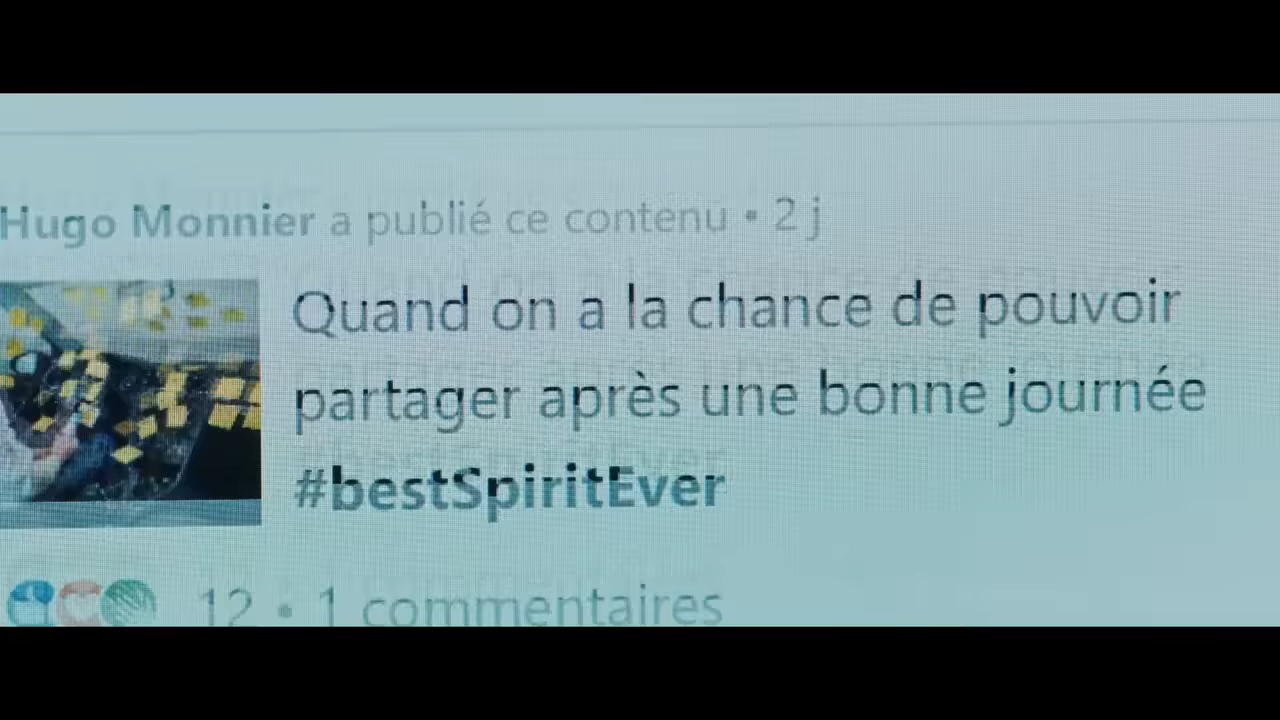 Hugo Monnier a publié ce contenu • 2 j
Quand on a la chance de pouvoir
partager après une bonne journée
#bestSpiritEver
12 • 1 commentaires